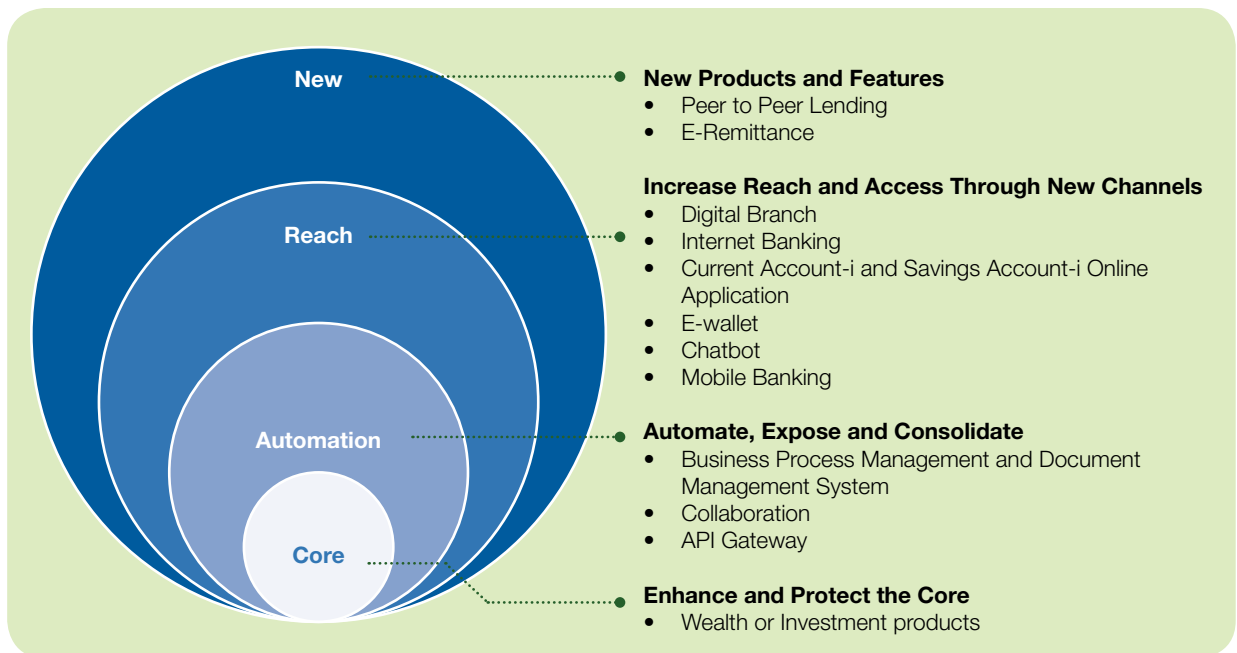 New
New Products and Features
• Peer to Peer Lending
• E-Remittance
Reach
Increase Reach and Access Through New Channels
• Digital Branch
• Internet Banking
• Current Account-i and Savings Account-i Online
Application
• E-wallet
• Chatbot
• Mobile Banking
Automation
Automate, Expose and Consolidate
• Business Process Management and Document
Management System
• Collaboration
• API Gateway
Core
Enhance and Protect the Core
• Wealth or Investment products